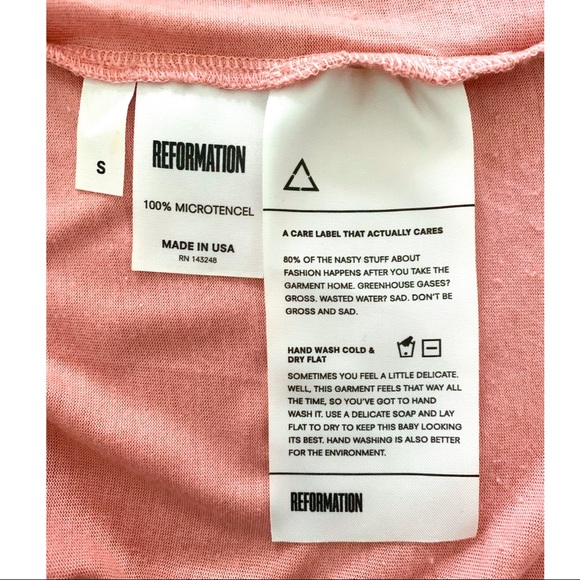 S
REFORMATION
100% MICROTENCEL
MADE IN USA
RN 143248
A CARE LABEL THAT ACTUALLY CARES
80% OF THE NASTY STUFF ABOUT
FASHION HAPPENS AFTER YOU TAKE THE
GARMENT HOME. GREENHOUSE GASES?
GROSS. WASTED WATER? SAD. DON'T BE
GROSS AND SAD.
HAND WASH COLD &
DRY FLAT
SOMETIMES YOU FEEL A LITTLE DELICATE.
WELL, THIS GARMENT FEELS THAT WAY ALL
THE TIME, SO YOU'VE GOT TO HAND
WASH IT. USE A DELICATE SOAP AND LAY
FLAT TO DRY TO KEEP THIS BABY LOOKING
ITS BEST. HAND WASHING IS ALSO BETTER
FOR THE ENVIRONMENT.
REFORMATION